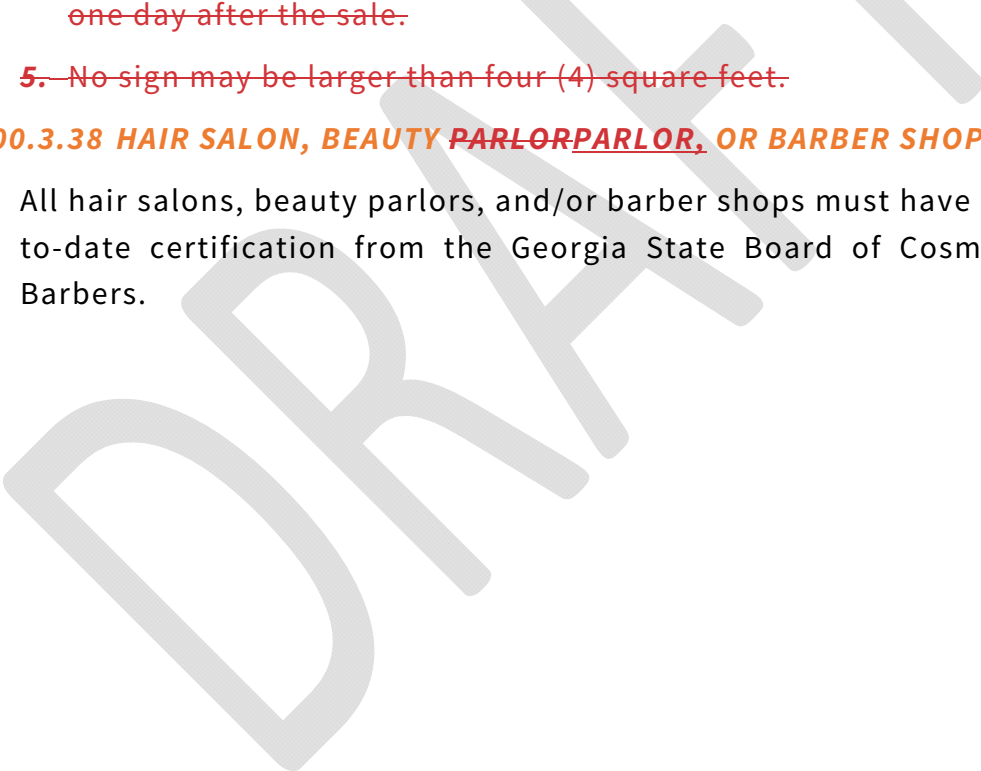 one day after the sale.
5. No sign may be larger than four (4) square feet.
00.3.38 HAIR SALON, BEAUTY PARLORPARLOR, OR BARBER SHOP
All hair salons, beauty parlors, and/or barber shops must have
to-date certification from the Georgia State Board of Cosm
Barbers.
DRAFT